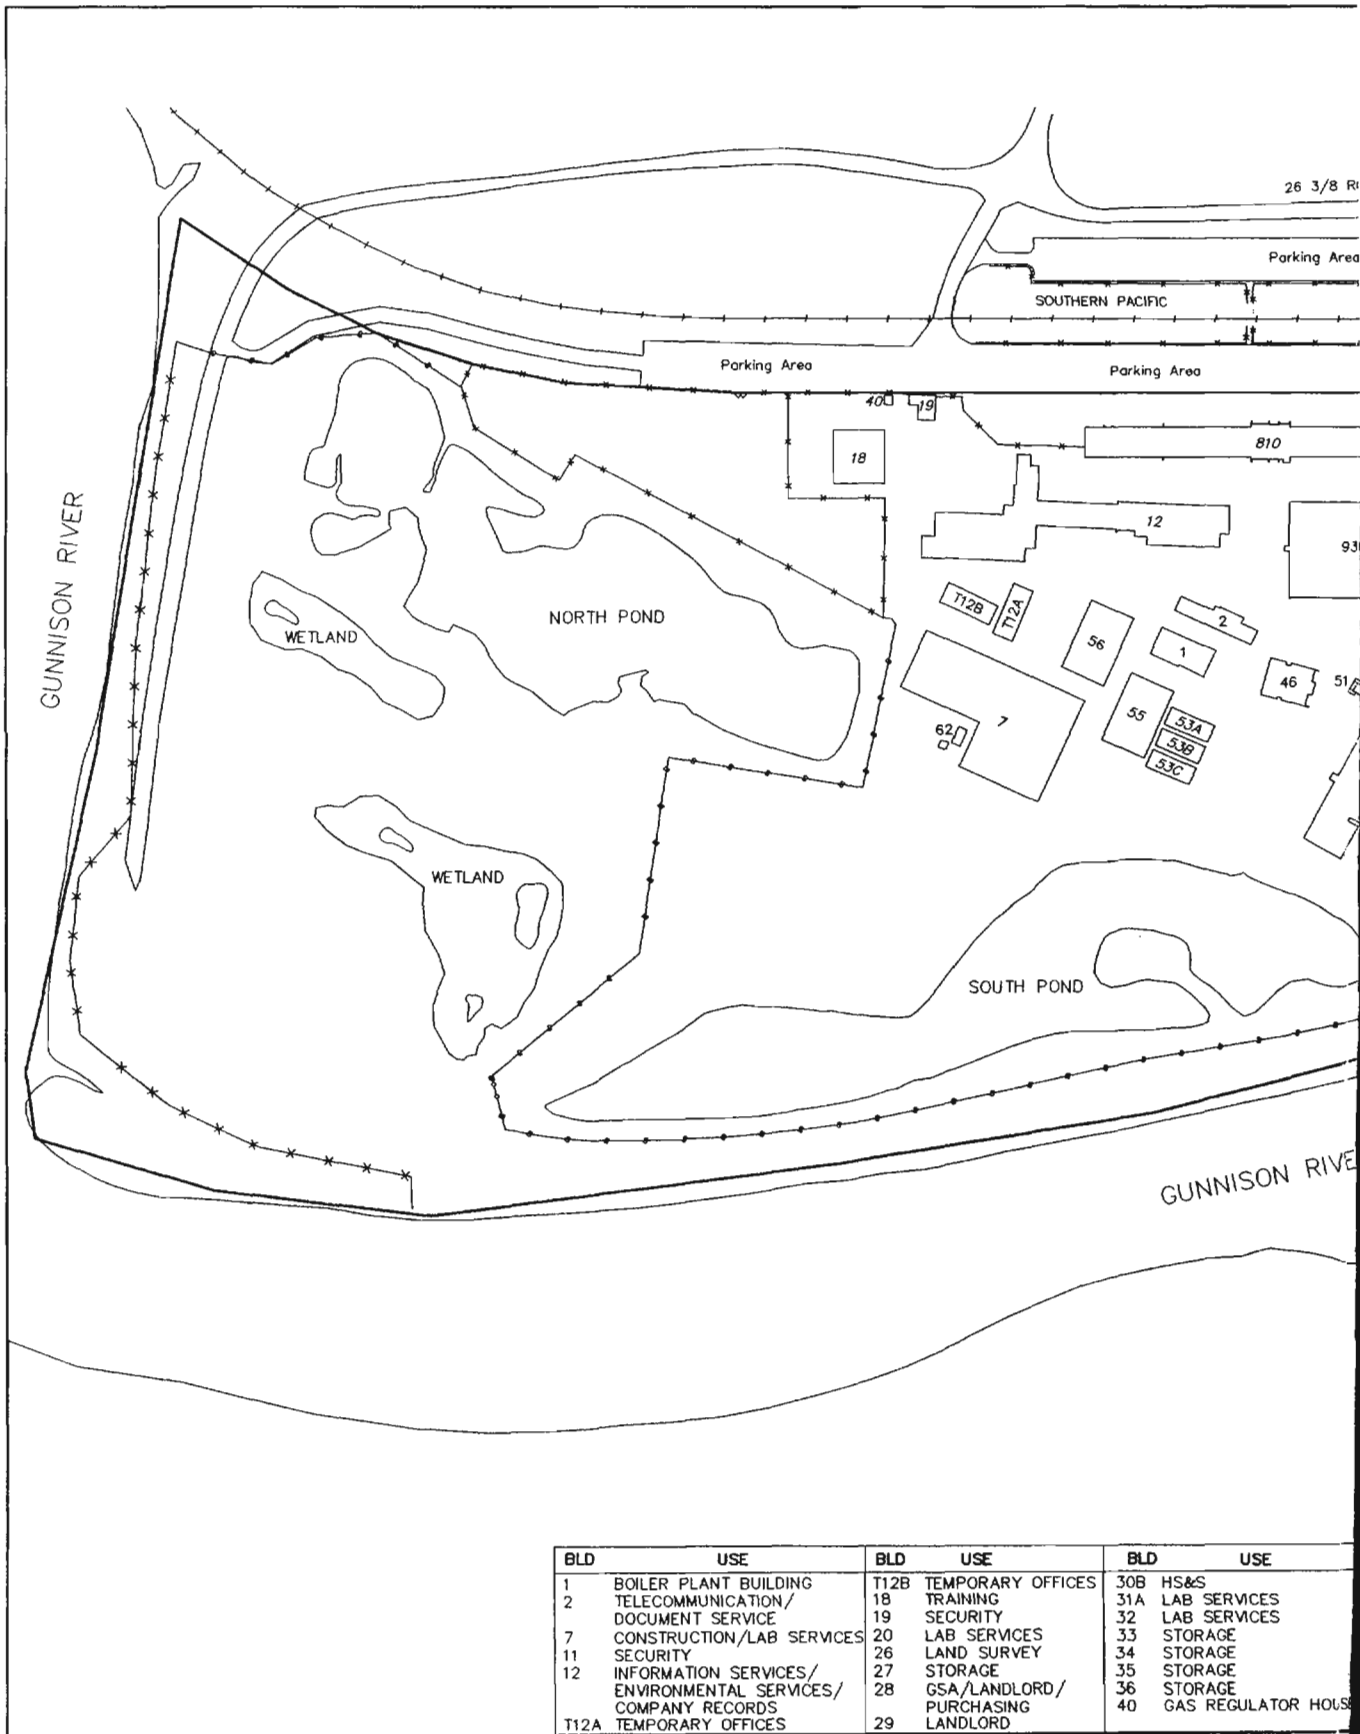 26 3/8
Parking Area
SOUTHERN PACIFIC
Parking Area
Parking Area
40
19
810
18
12
GUNNISON RIVER
T12B
T12A
2
NORTH POND
WETLAND
56
1
46
51
55
7
53A
62
53B
53C
WETLAND
SOUTH POND
GUNNISON RIVE
BLD USE BLD USE BLD USE
1 BOILER PLANT BUILDING T12B TEMPORARY OFFICES 30B HS&S
2 TELECOMMUNICATION/ 18 TRAINING 31A LAB SERVICES
DOCUMENT SERVICE 19 SECURITY 32 LAB SERVICES
7 CONSTRUCTION/LAB SERVICES 20 LAB SERVICES 33 STORAGE
11 SECURITY 26 LAND SURVEY 34 STORAGE
12 INFORMATION SERVICES/ 27 STORAGE 35 STORAGE
ENVIRONMENTAL SERVICES/ 28 GSA/LANDLORD/ 36 STORAGE
COMPANY RECORDS PURCHASING 40 GAS REGULATOR HOUS
T12A TEMPORARY OFFICES 29 LANDLORD